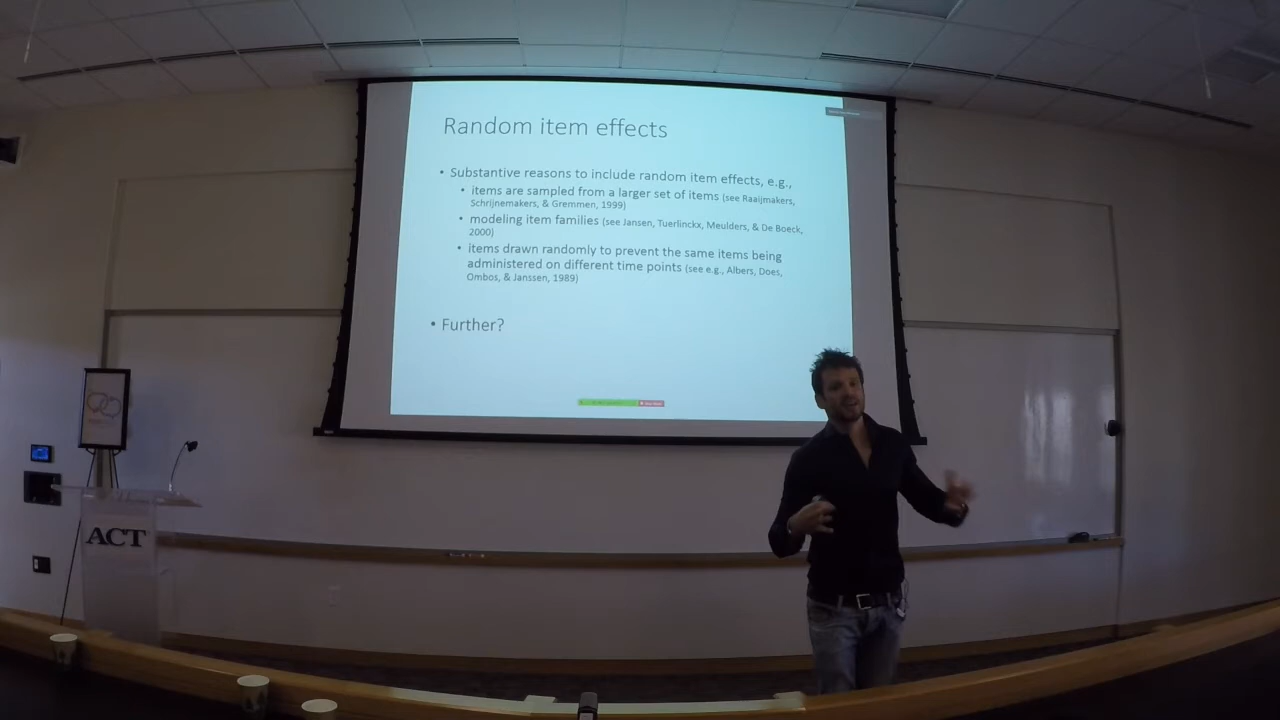 Random item effects
• Substantive reasons to include random item effects, e.g.,
• items are sampled from a larger set of items (see Raaijmakers,
Schrijnemakers, & Gremmen, 1999)
• modeling item families (see Jansen, Tuerlinckx, Meulders, & De Boeck,
2000)
• items drawn randomly to prevent the same items being
administered on different time points (see e.g., Albers, Does,
Ombos, & Janssen, 1989)
• Further?
ACT